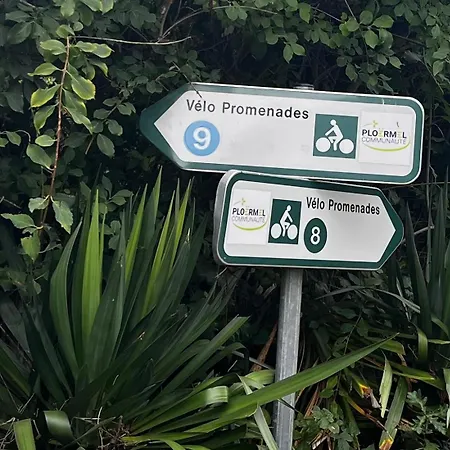 Vélo Promenades
9
PLOERMEL
COMMUNAUTÉ
PLOERMEL
COMMUNAUTÉ
Vélo Promenades
8